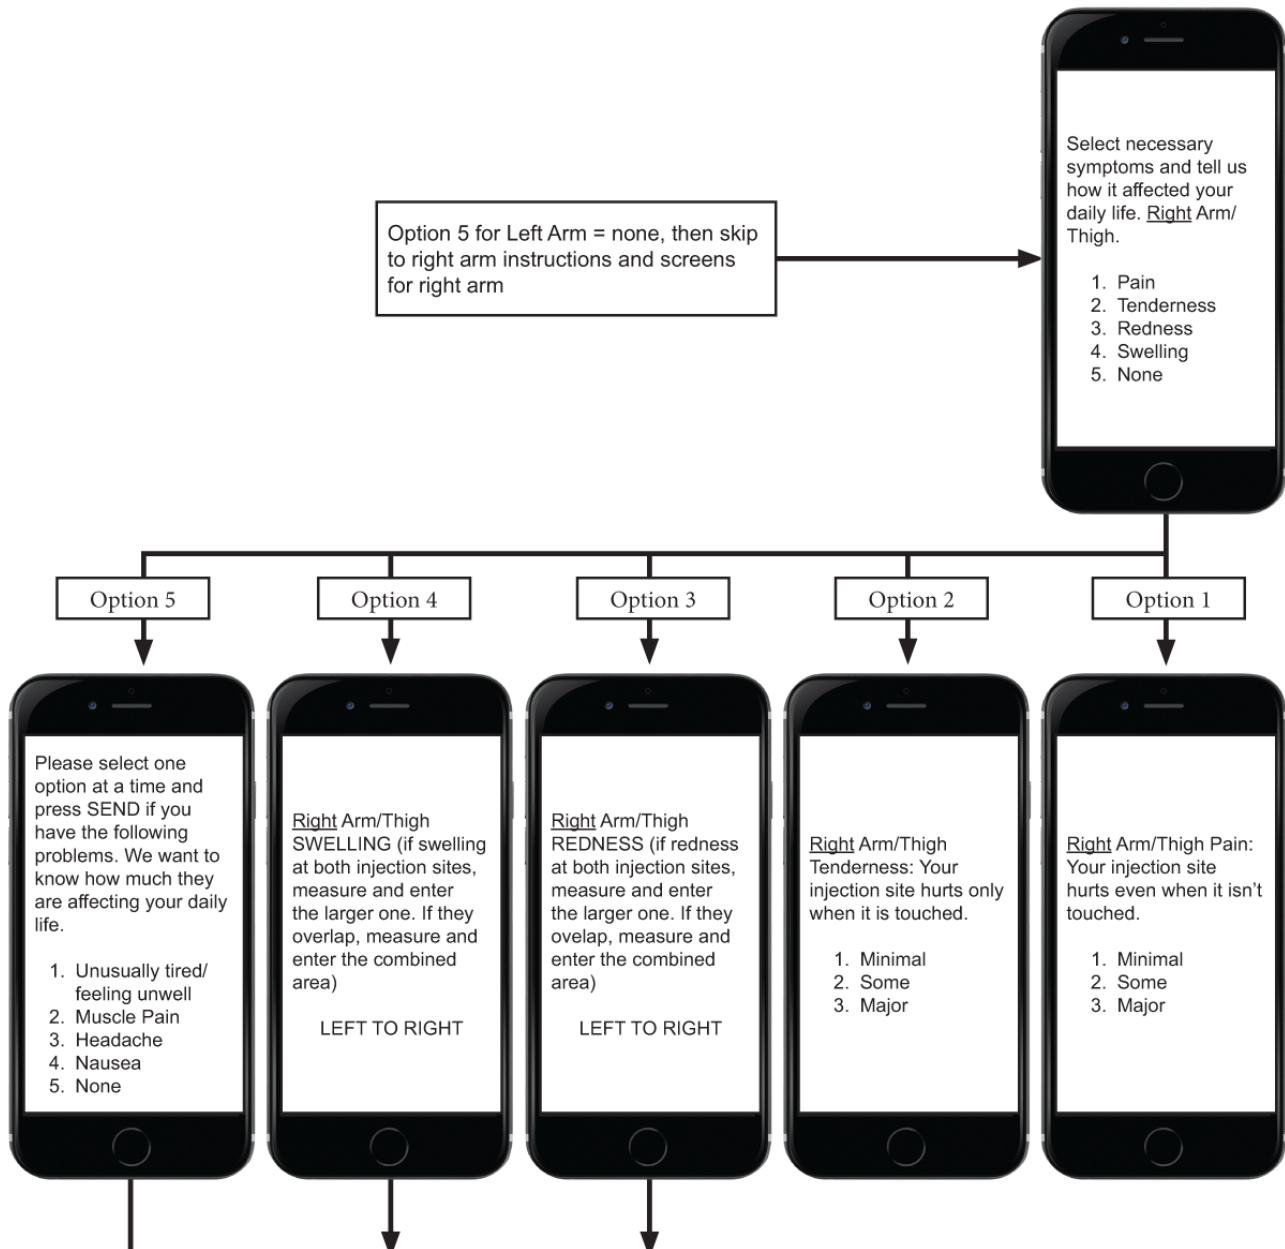 Select necessary
symptoms and tell us
how it affected your
daily life. Right Arm/
Thigh.
1. Pain
2. Tenderness
3. Redness
4. Swelling
5. None
Option 5 for Left Arm = none, then skip
to right arm instructions and screens
for right arm
Option 5
Option 4
Option 3
Option 2
Option 1
Please select one
option at a time and
press SEND if you
have the following
problems. We want to
know how much they
are affecting your daily
life.
1. Unusually tired/
feeling unwell
2. Muscle Pain
3. Headache
4. Nausea
5. None
Right Arm/Thigh
SWELLING (if swelling
at both injection sites,
measure and enter
the larger one. If they
overlap, measure and
enter the combined
area)
LEFT TO RIGHT
Right Arm/Thigh
REDNESS (if redness
at both injection sites,
measure and enter
the larger one. If they
ovelap, measure and
enter the combined
area)
LEFT TO RIGHT
Right Arm/Thigh
Tenderness: Your
injection site hurts only
when it is touched.
1. Minimal
2. Some
3. Major
Right Arm/Thigh Pain:
Your injection site
hurts even when it isn't
touched.
1. Minimal
2. Some
3. Major